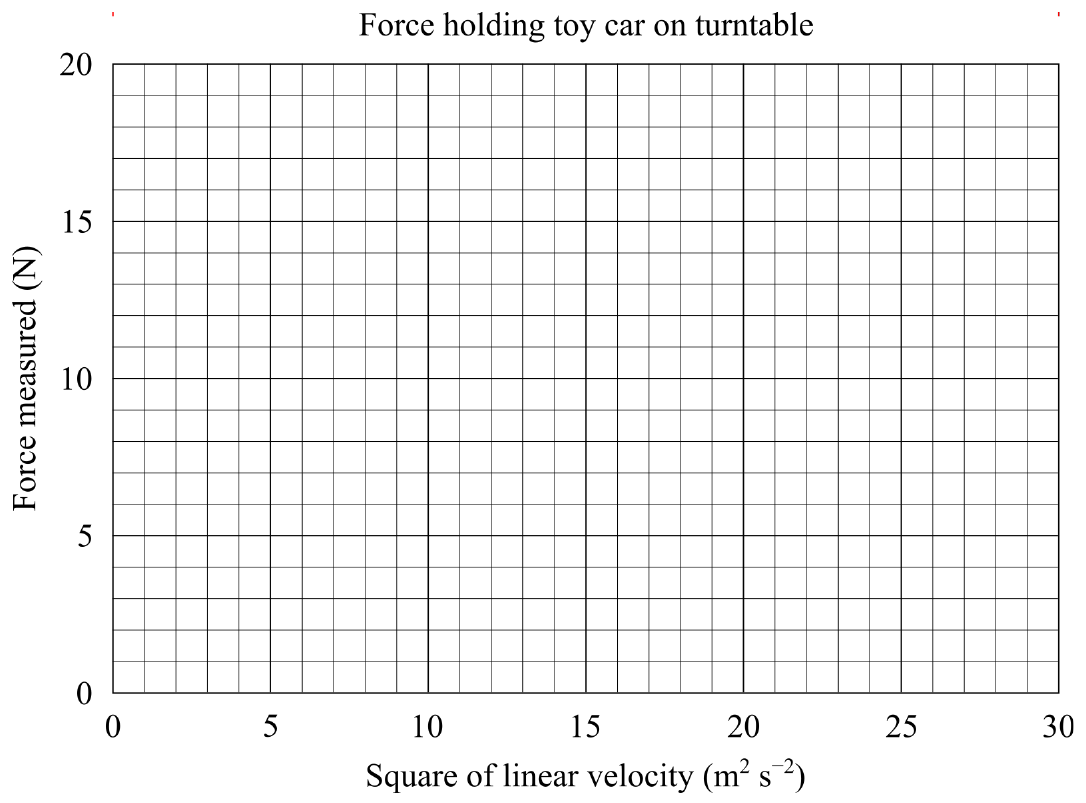 Force holding toy car on turntable
20
15
10
5
0
Force measured (N)
0 5 10 15 20 25 30
Square of linear velocity (m² s⁻²)